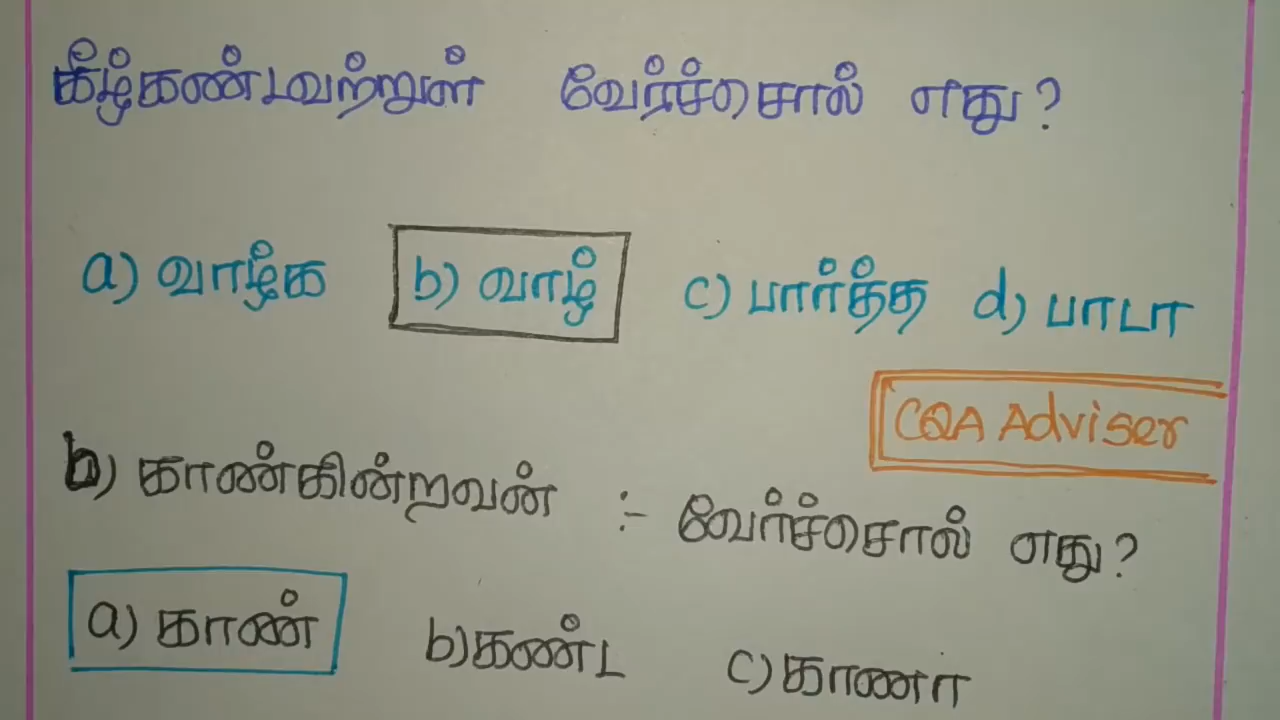 கீழ்கண்டவற்றுள் வேர்ச்சொல் எது?
a) வாழ்க b) வாழ் c) பார்த்த d) பாடா
CQA Adviser
b) காண்கின்றவன் :- வேர்ச்சொல் எது?
a) காண் b) கண்ட c) காணா